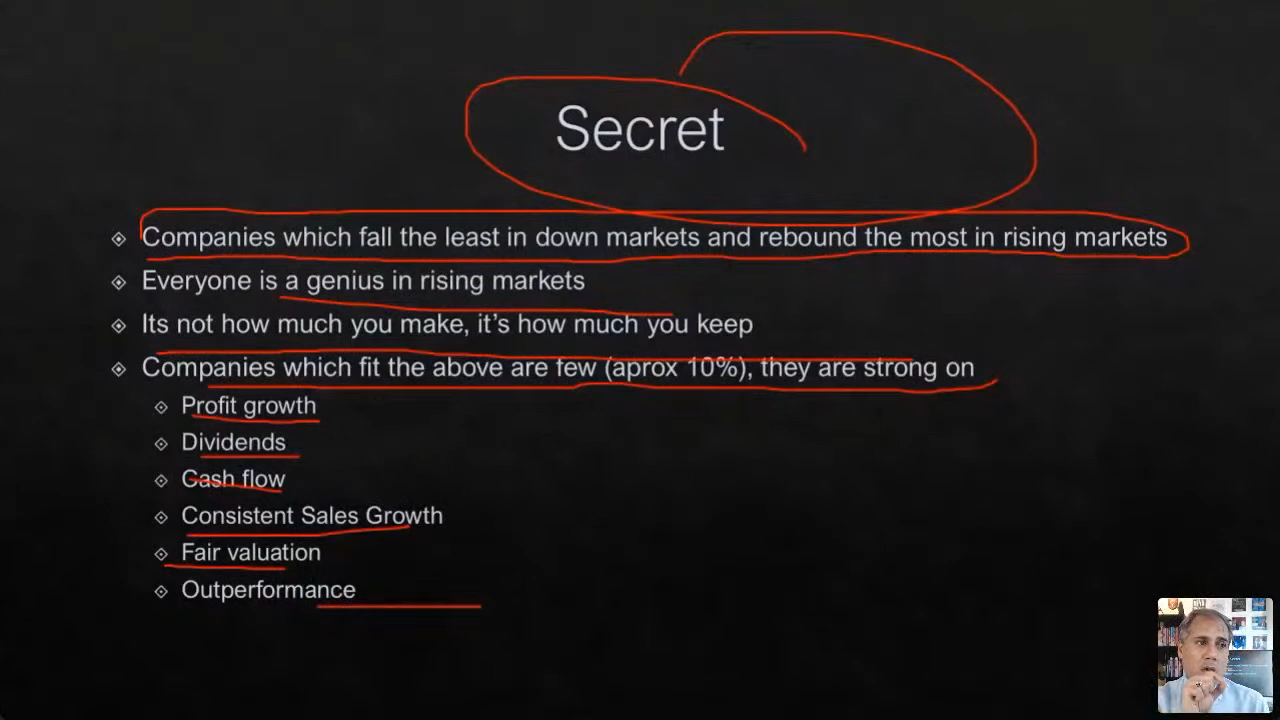 Secret
Companies which fall the least in down markets and rebound the most in rising markets
Everyone is a genius in rising markets
Its not how much you make, it's how much you keep
Companies which fit the above are few (aprox 10%), they are strong on
Profit growth
Dividends
Cash flow
Consistent Sales Growth
Fair valuation
Outperformance